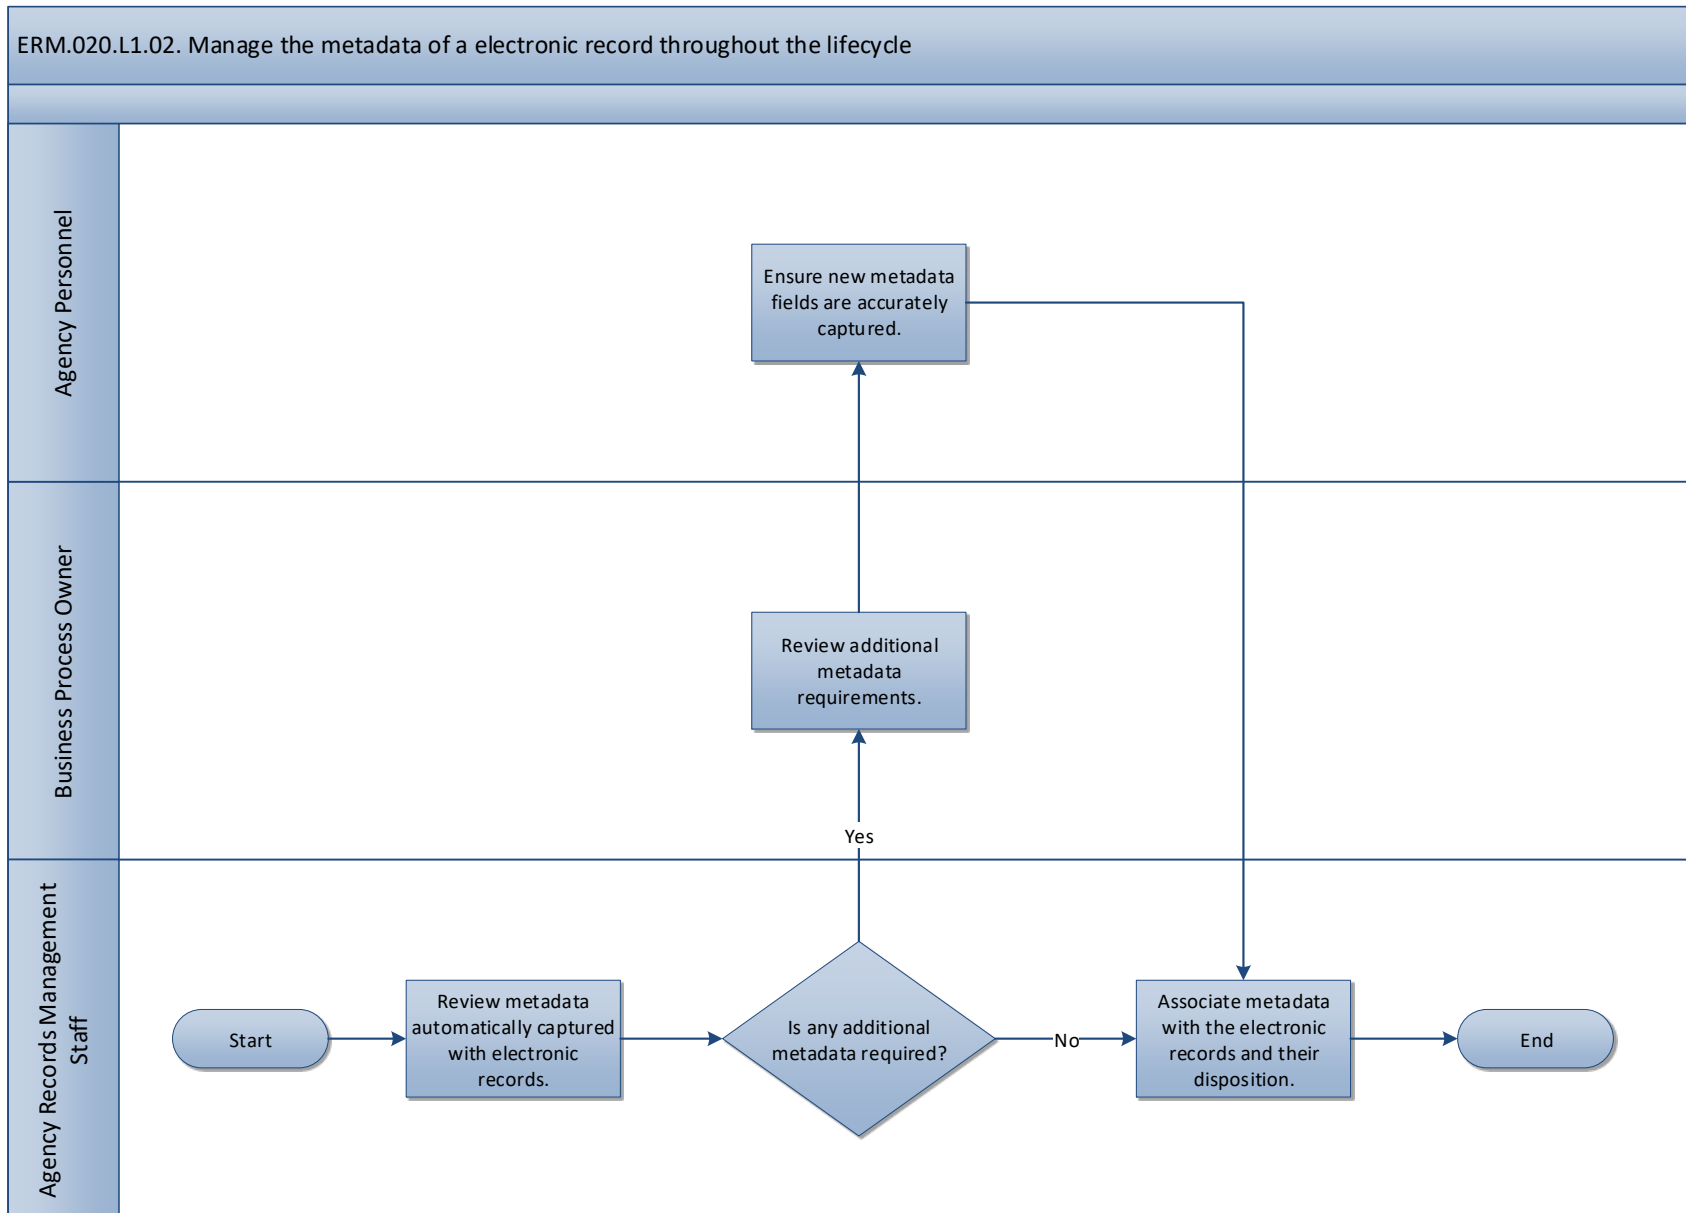 ERM.020.L1.02. Manage the metadata of a electronic record throughout the lifecycle
Agency Personnel
Ensure new metadata
fields are accurately
captured.
Business Process Owner
Review additional
metadata
requirements.
Yes
Agency Records Management
Staff
Start
Review metadata
automatically captured
with electronic
records.
Is any additional
metadata required?
No
Associate metadata
with the electronic
records and their
disposition.
End